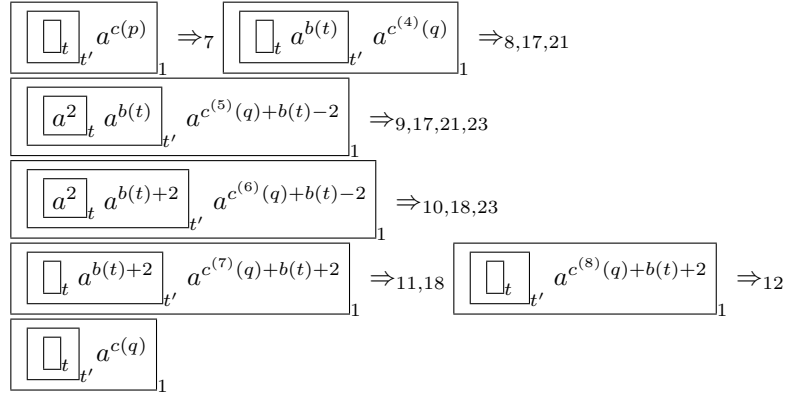 [ [ [ ]_t ]_{t'} a^{c(p)} ]_1 ⇒_7 [ [ [ ]_t a^{b(t)} ]_{t'} a^{c^{(4)}(q)} ]_1 ⇒_{8,17,21}
[ [ [ a^2 ]_t a^{b(t)} ]_{t'} a^{c^{(5)}(q)+b(t)−2} ]_1 ⇒_{9,17,21,23}
[ [ [ a^2 ]_t a^{b(t)+2} ]_{t'} a^{c^{(6)}(q)+b(t)−2} ]_1 ⇒_{10,18,23}
[ [ [ ]_t a^{b(t)+2} ]_{t'} a^{c^{(7)}(q)+b(t)+2} ]_1 ⇒_{11,18} [ [ [ ]_t ]_{t'} a^{c^{(8)}(q)+b(t)+2} ]_1 ⇒_{12}
[ [ [ ]_t ]_{t'} a^{c(q)} ]_1